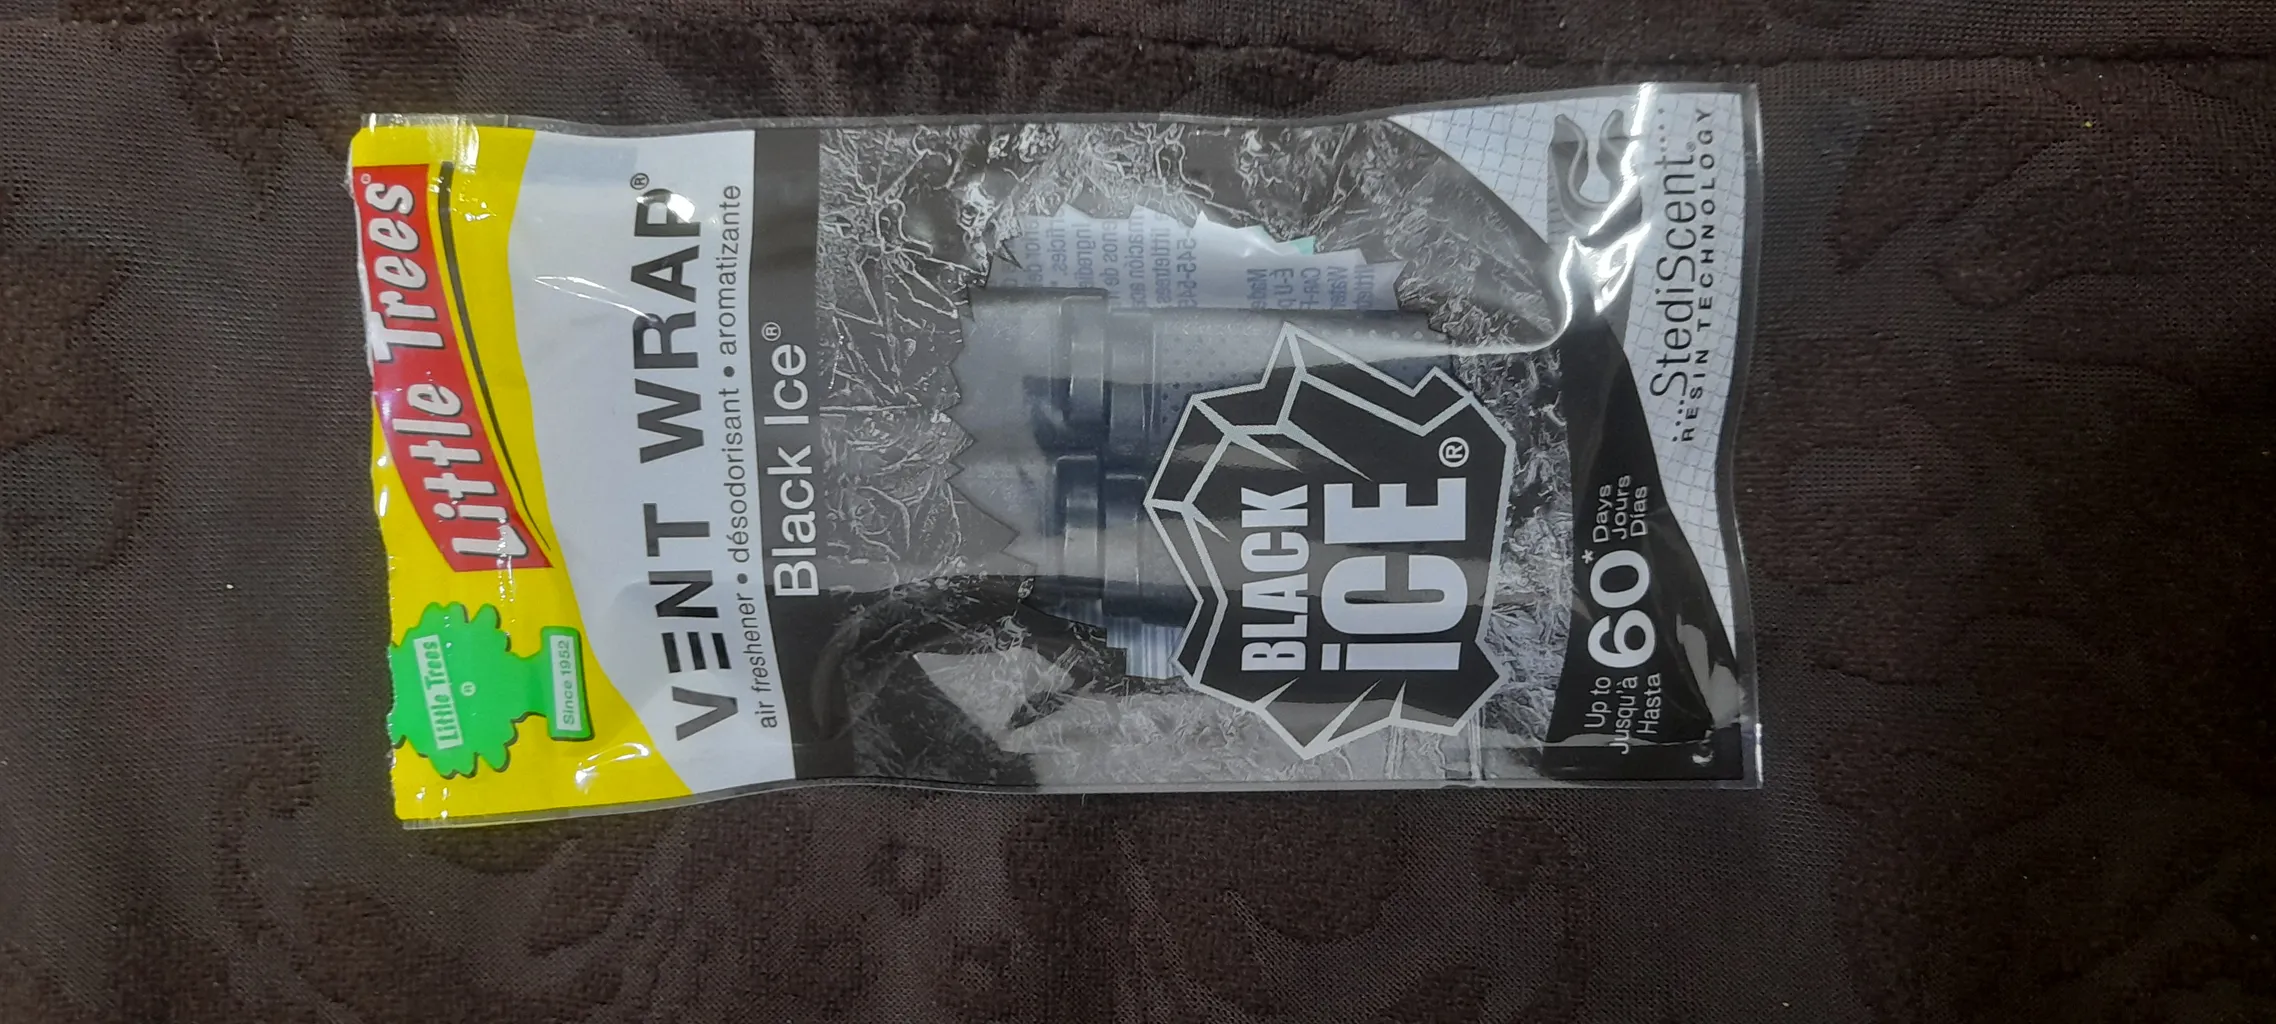 Little Trees®
Little Trees
®
Since 1952
VENT WRAP®
air freshener • désodorisant • aromatizante
Black Ice®
BLACK
iCE®
Up to 60* Days
Jusqu'à Jours
Hasta Dias
StediScent®
RESIN TECHNOLOGY